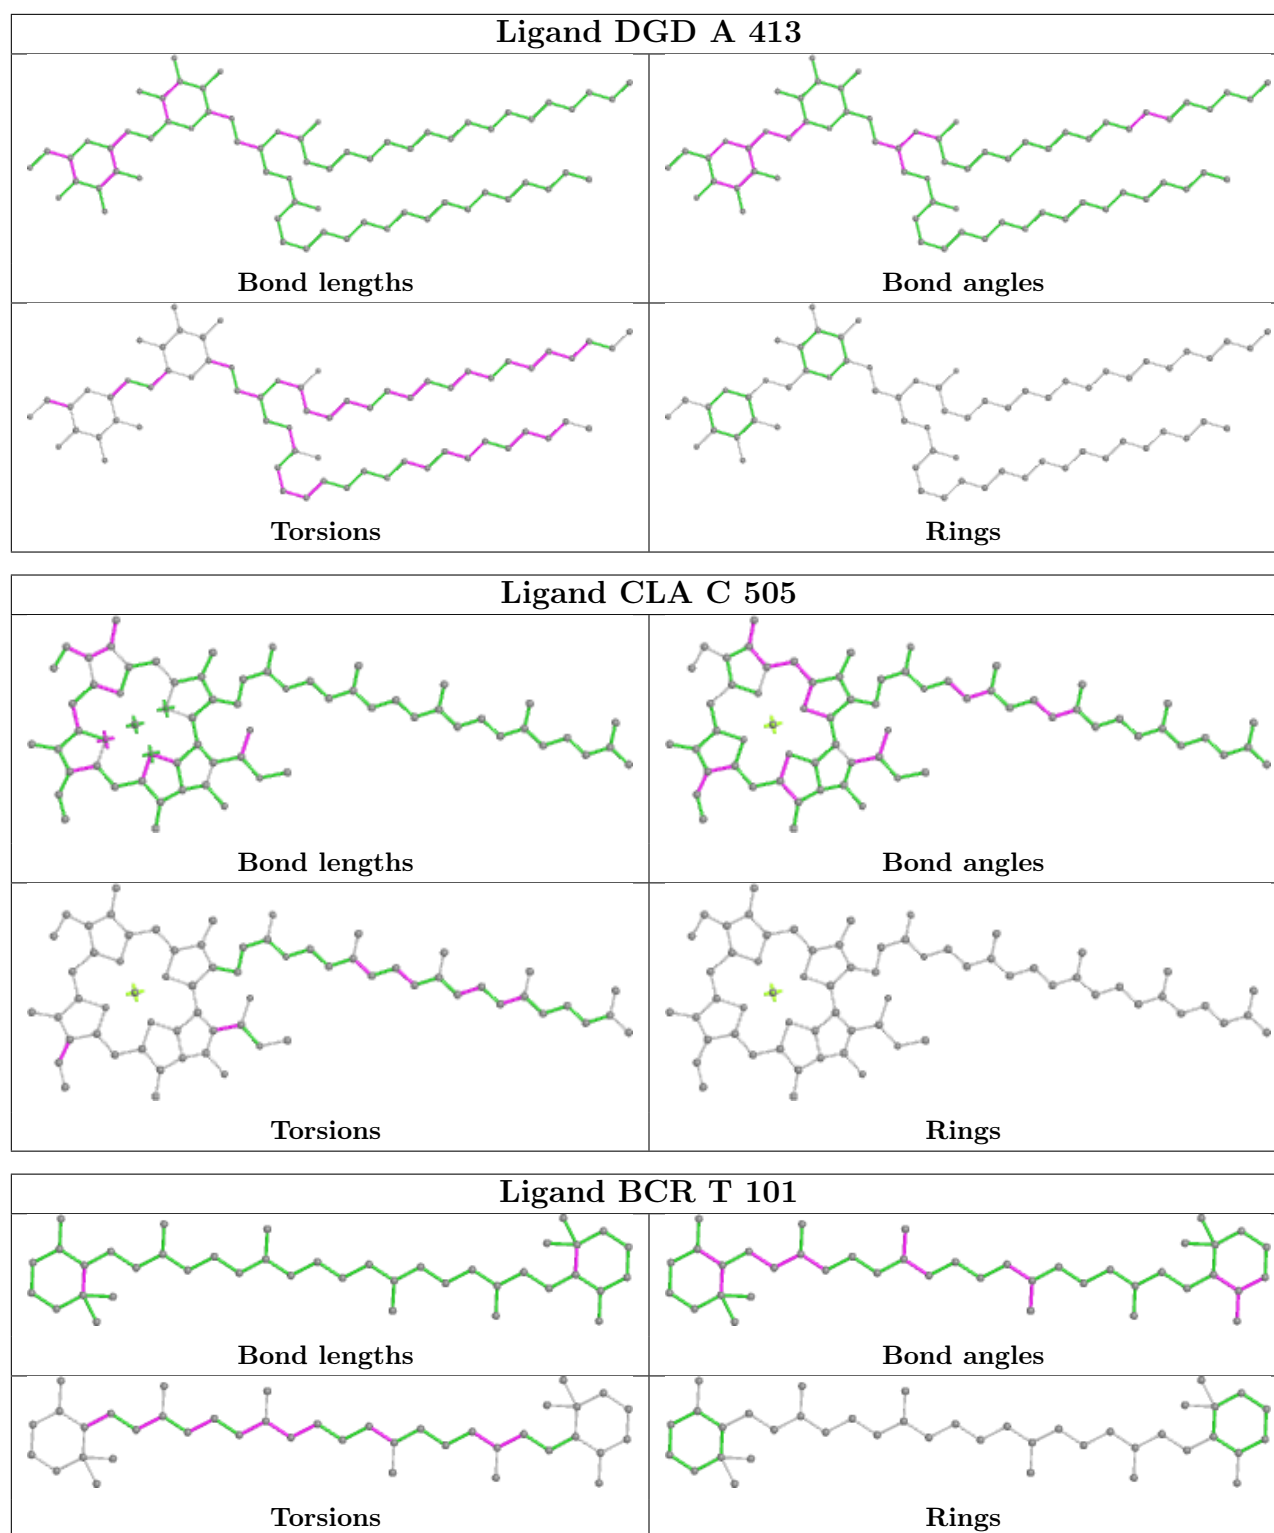 Ligand DGD A 413
Bond lengths
Bond angles
Torsions
Rings
Ligand CLA C 505
Bond lengths
Bond angles
Torsions
Rings
Ligand BCR T 101
Bond lengths
Bond angles
Torsions
Rings